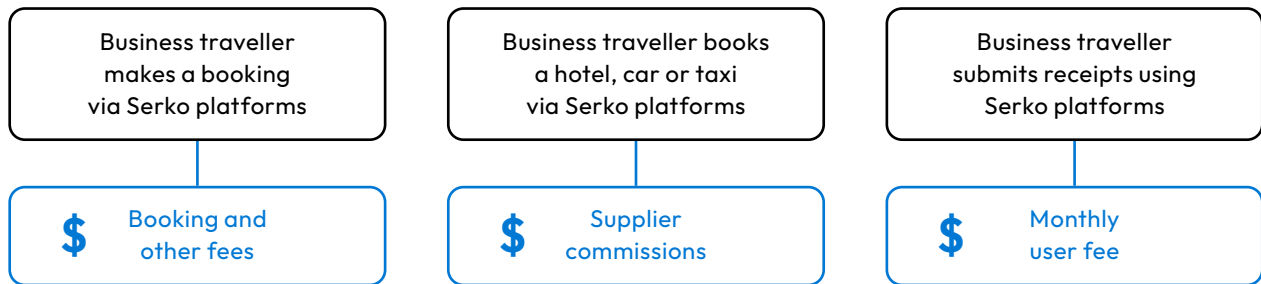 Business traveller
makes a booking
via Serko platforms
Business traveller books
a hotel, car or taxi
via Serko platforms
Business traveller
submits receipts using
Serko platforms
$ Booking and
other fees
$ Supplier
commissions
$ Monthly
user fee